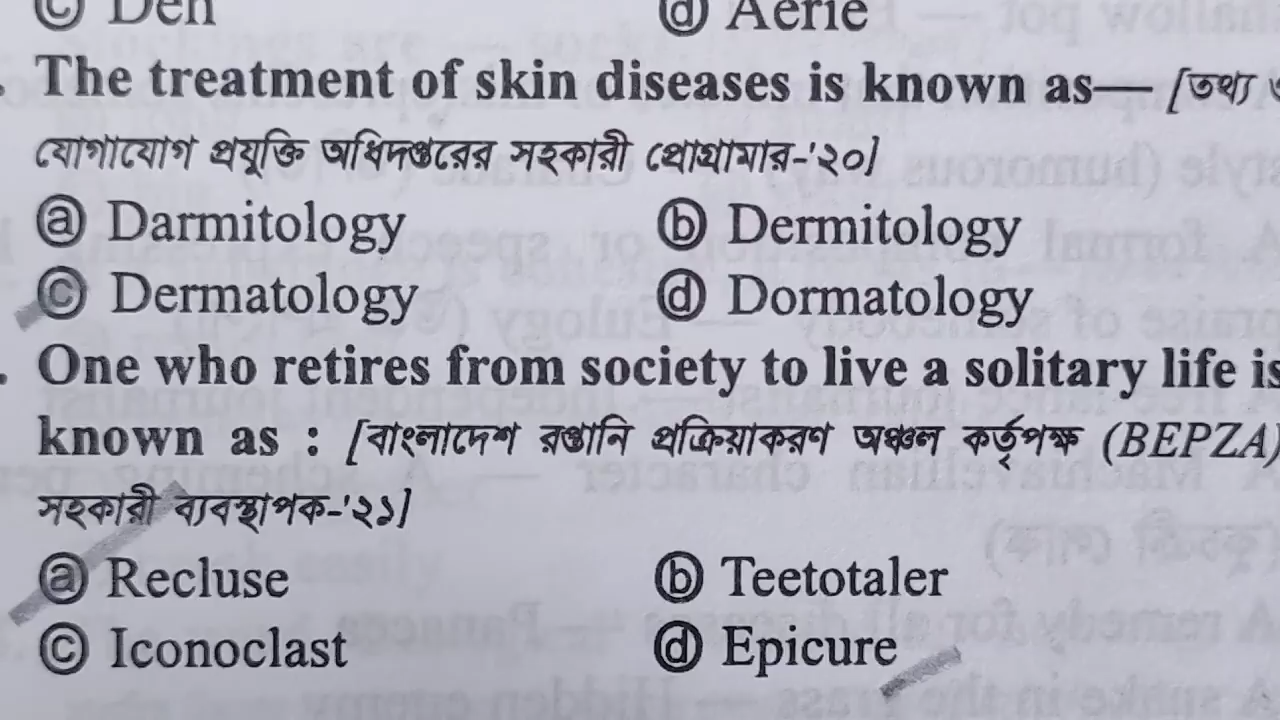 ⓒ Den ⓓ Aerie
The treatment of skin diseases is known as— [তথ্য ও
যোগাযোগ প্রযুক্তি অধিদপ্তরের সহকারী প্রোগ্রামার-'২০]
ⓐ Darmitology ⓑ Dermitology
ⓒ Dermatology ⓓ Dormatology
One who retires from society to live a solitary life is
known as : [বাংলাদেশ রপ্তানি প্রক্রিয়াকরণ অঞ্চল কর্তৃপক্ষ (BEPZA)
সহকারী ব্যবস্থাপক-'২১]
ⓐ Recluse ⓑ Teetotaler
ⓒ Iconoclast ⓓ Epicure